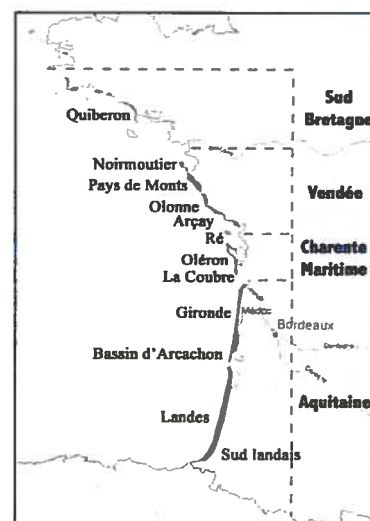 Sud
Bretagne
Quiberon
Noirmoutier
Pays de Monts
Vendée
Olonne
Arçay
Ré
Charente
Maritime
Oléron
La Coubre
Gironde
Médoc
Bordeaux
Bassin d'Arcachon
Aquitaine
Landes
Sud landais